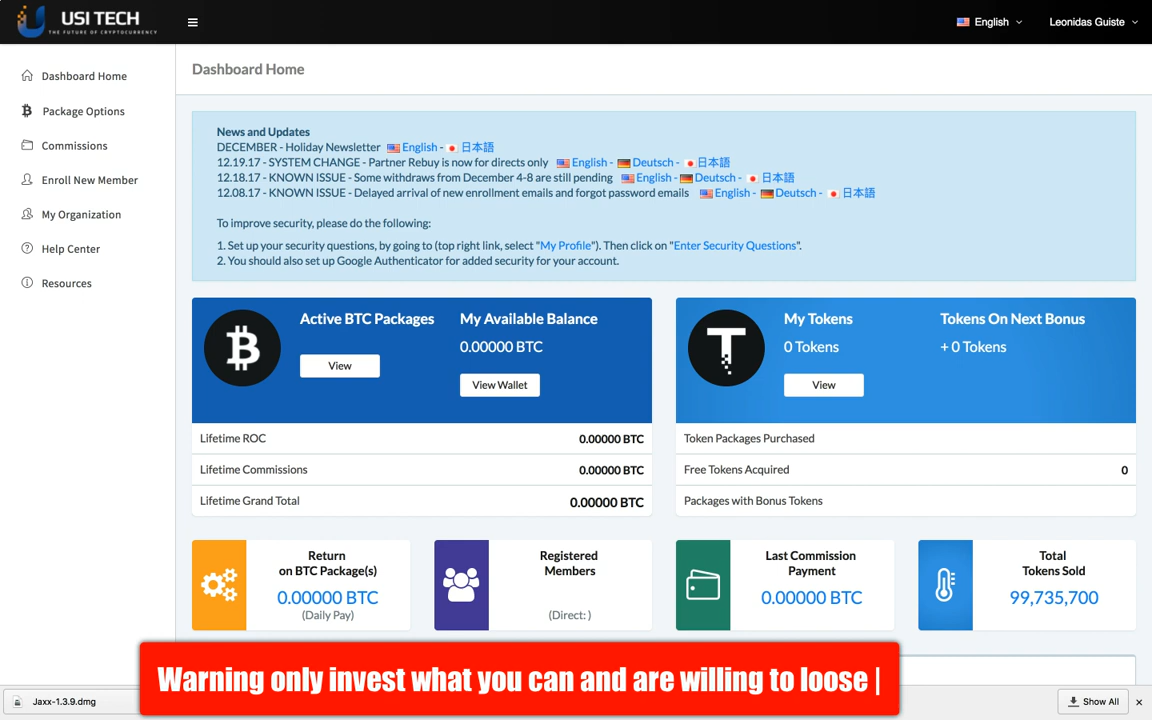 USI TECH
THE FUTURE OF CRYPTOCURRENCY
English
Leonidas Guiste
Dashboard Home
Package Options
Commissions
Enroll New Member
My Organization
Help Center
Resources
Dashboard Home
News and Updates
DECEMBER - Holiday Newsletter English - 日本語
12.19.17 - SYSTEM CHANGE - Partner Rebuy is now for directs only English - Deutsch - 日本語
12.18.17 - KNOWN ISSUE - Some withdraws from December 4-8 are still pending English - Deutsch - 日本語
12.08.17 - KNOWN ISSUE - Delayed arrival of new enrollment emails and forgot password emails English - Deutsch - 日本語
To improve security, please do the following:
1. Set up your security questions, by going to (top right link, select "My Profile"). Then click on "Enter Security Questions".
2. You should also set up Google Authenticator for added security for your account.
Active BTC Packages
View
My Available Balance
0.00000 BTC
View Wallet
Lifetime ROC 0.00000 BTC
Lifetime Commissions 0.00000 BTC
Lifetime Grand Total 0.00000 BTC
T
My Tokens
0 Tokens
View
Tokens On Next Bonus
+ 0 Tokens
Token Packages Purchased
Free Tokens Acquired 0
Packages with Bonus Tokens
Return
on BTC Package(s)
0.00000 BTC
(Daily Pay)
Registered
Members
(Direct: )
Last Commission
Payment
0.00000 BTC
Total
Tokens Sold
99,735,700
Warning only invest what you can and are willing to loose |
Jaxx-1.3.9.dmg
Show All